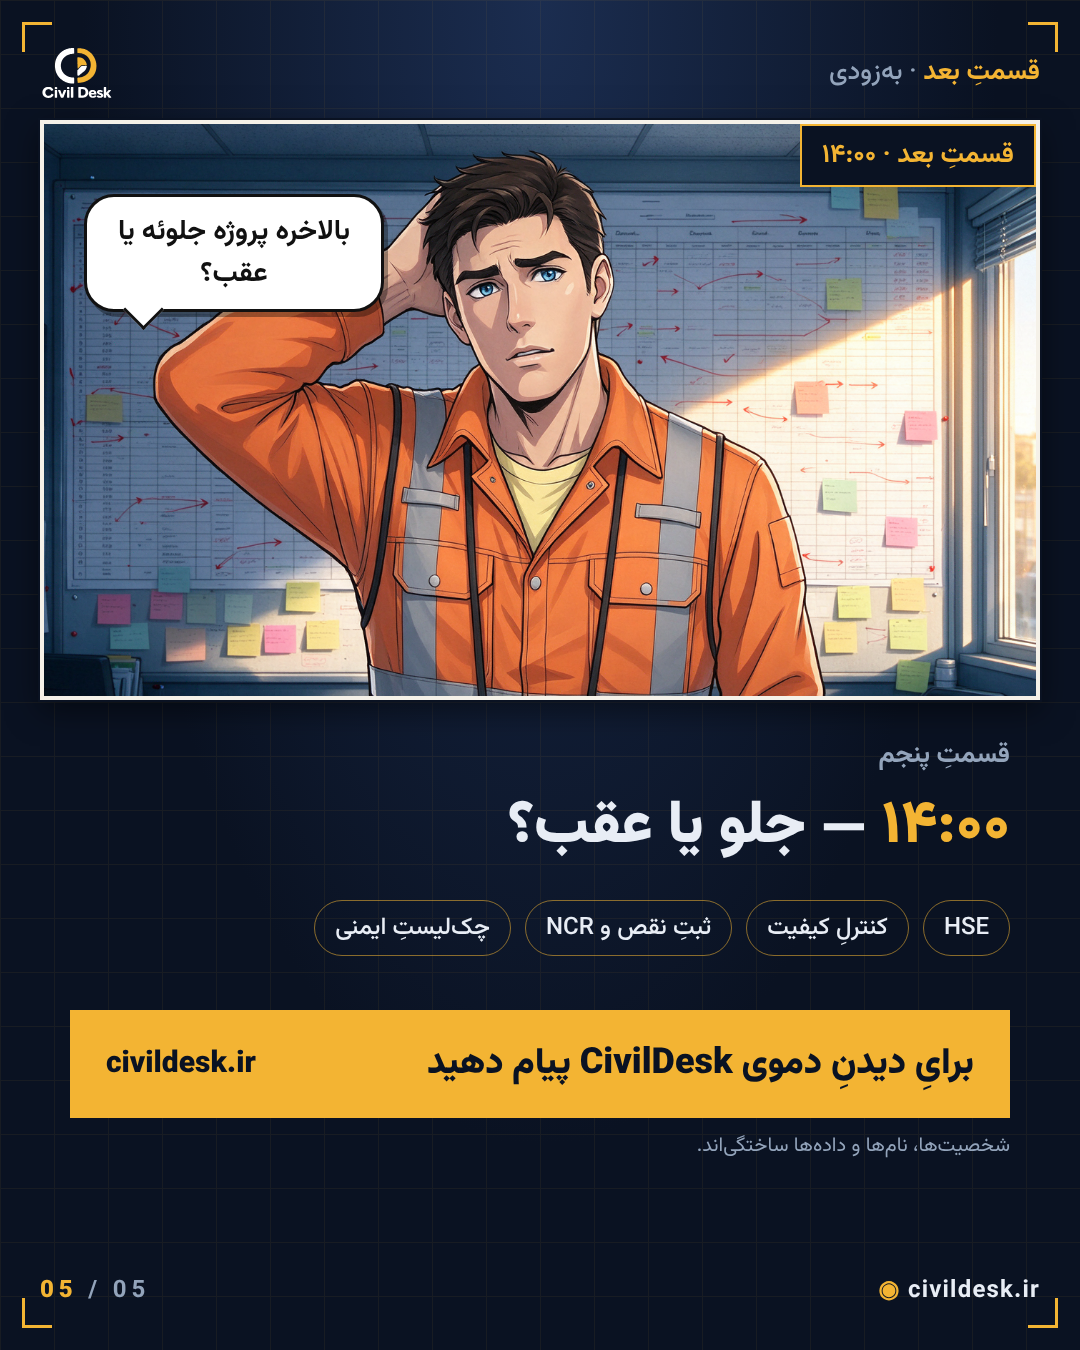 Civil Desk
قسمتِ بعد · به‌زودی
قسمتِ بعد · ۱۴:۰۰
بالاخره پروژه جلوئه یا
عقب؟
قسمتِ پنجم
۱۴:۰۰ — جلو یا عقب؟
HSE
کنترلِ کیفیت
ثبتِ نقص و NCR
چک‌لیستِ ایمنی
برایِ دیدنِ دموی CivilDesk پیام دهید
civildesk.ir
شخصیت‌ها، نام‌ها و داده‌ها ساختگی‌اند.
05 / 05
civildesk.ir